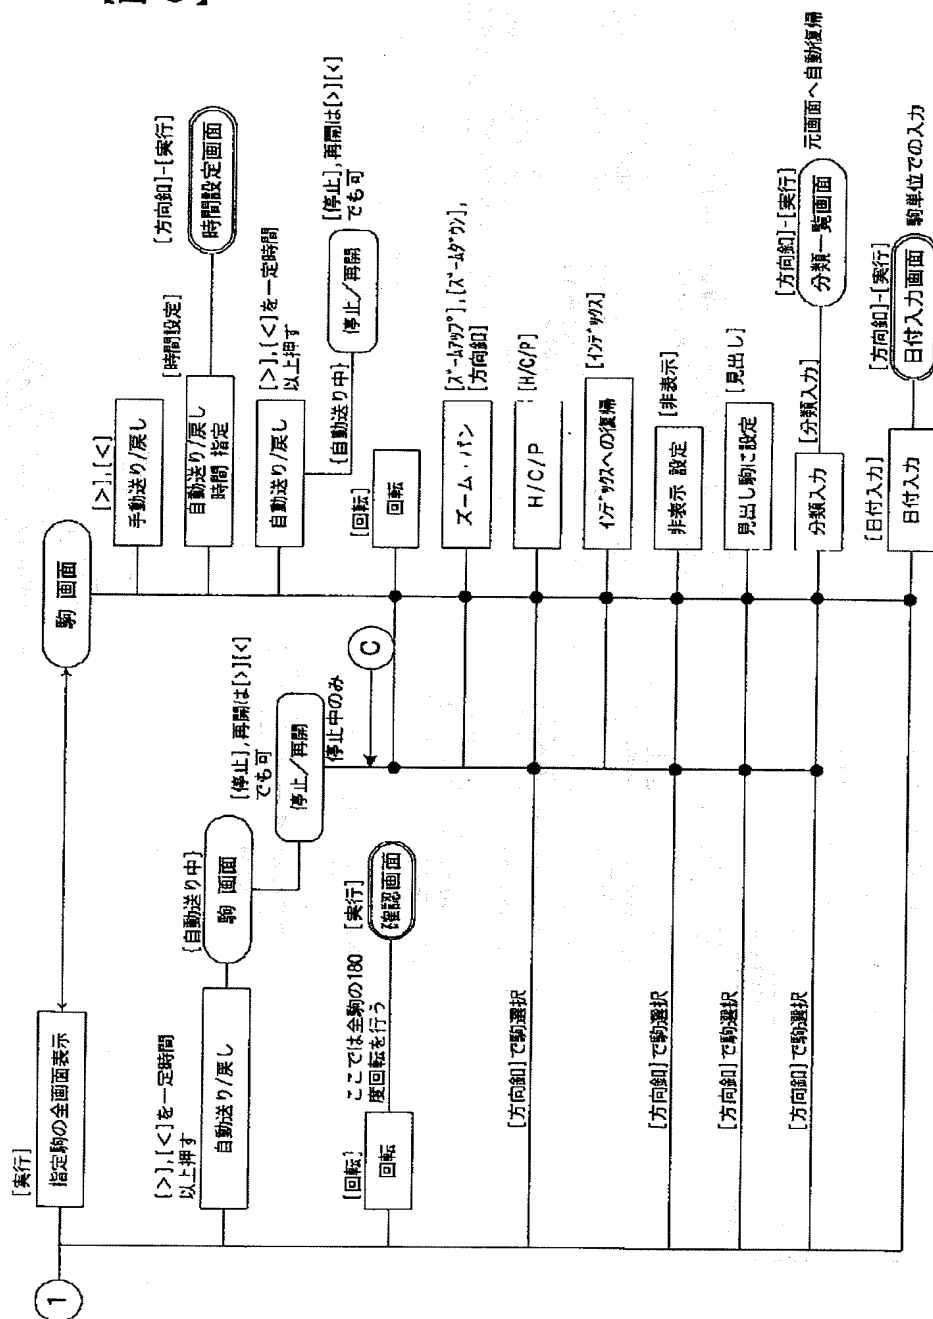 ①
[実行]
指定駒の全画面表示
駒 画面
[>],[<]
手動送り/戻し
[時間設定]
自動送り/戻し
時間 指定
[方向釦]-[実行]
時間設定画面
[>],[<]を一定時間
以上押す
自動送り/戻し
[自動送り中]
停止/再開
[停止],再開は[>][<]
でも可
[>],[<]を一定時間
以上押す
自動送り/戻し
[自動送り中]
駒 画面
[停止],再開は[>][<]
でも可
停止/再開
停止中のみ
C
[回転]
回転
[回転]
回転
ここでは全駒の180
度回転を行う
[実行]
確認画面
ズーム・パン
[ズームアップ],[ズームダウン],
[方向釦]
[方向釦]で駒選択
H/C/P
[H/C/P]
インデックスへの復帰
[インデックス]
[方向釦]で駒選択
非表示 設定
[非表示]
[方向釦]で駒選択
見出し駒に設定
[見出し]
[方向釦]で駒選択
分類入力
[分類入力]
[方向釦]-[実行]
分類一覧画面
元画面へ自動復帰
[日付入力]
日付入力
[方向釦]-[実行]
日付入力画面
駒単位での入力